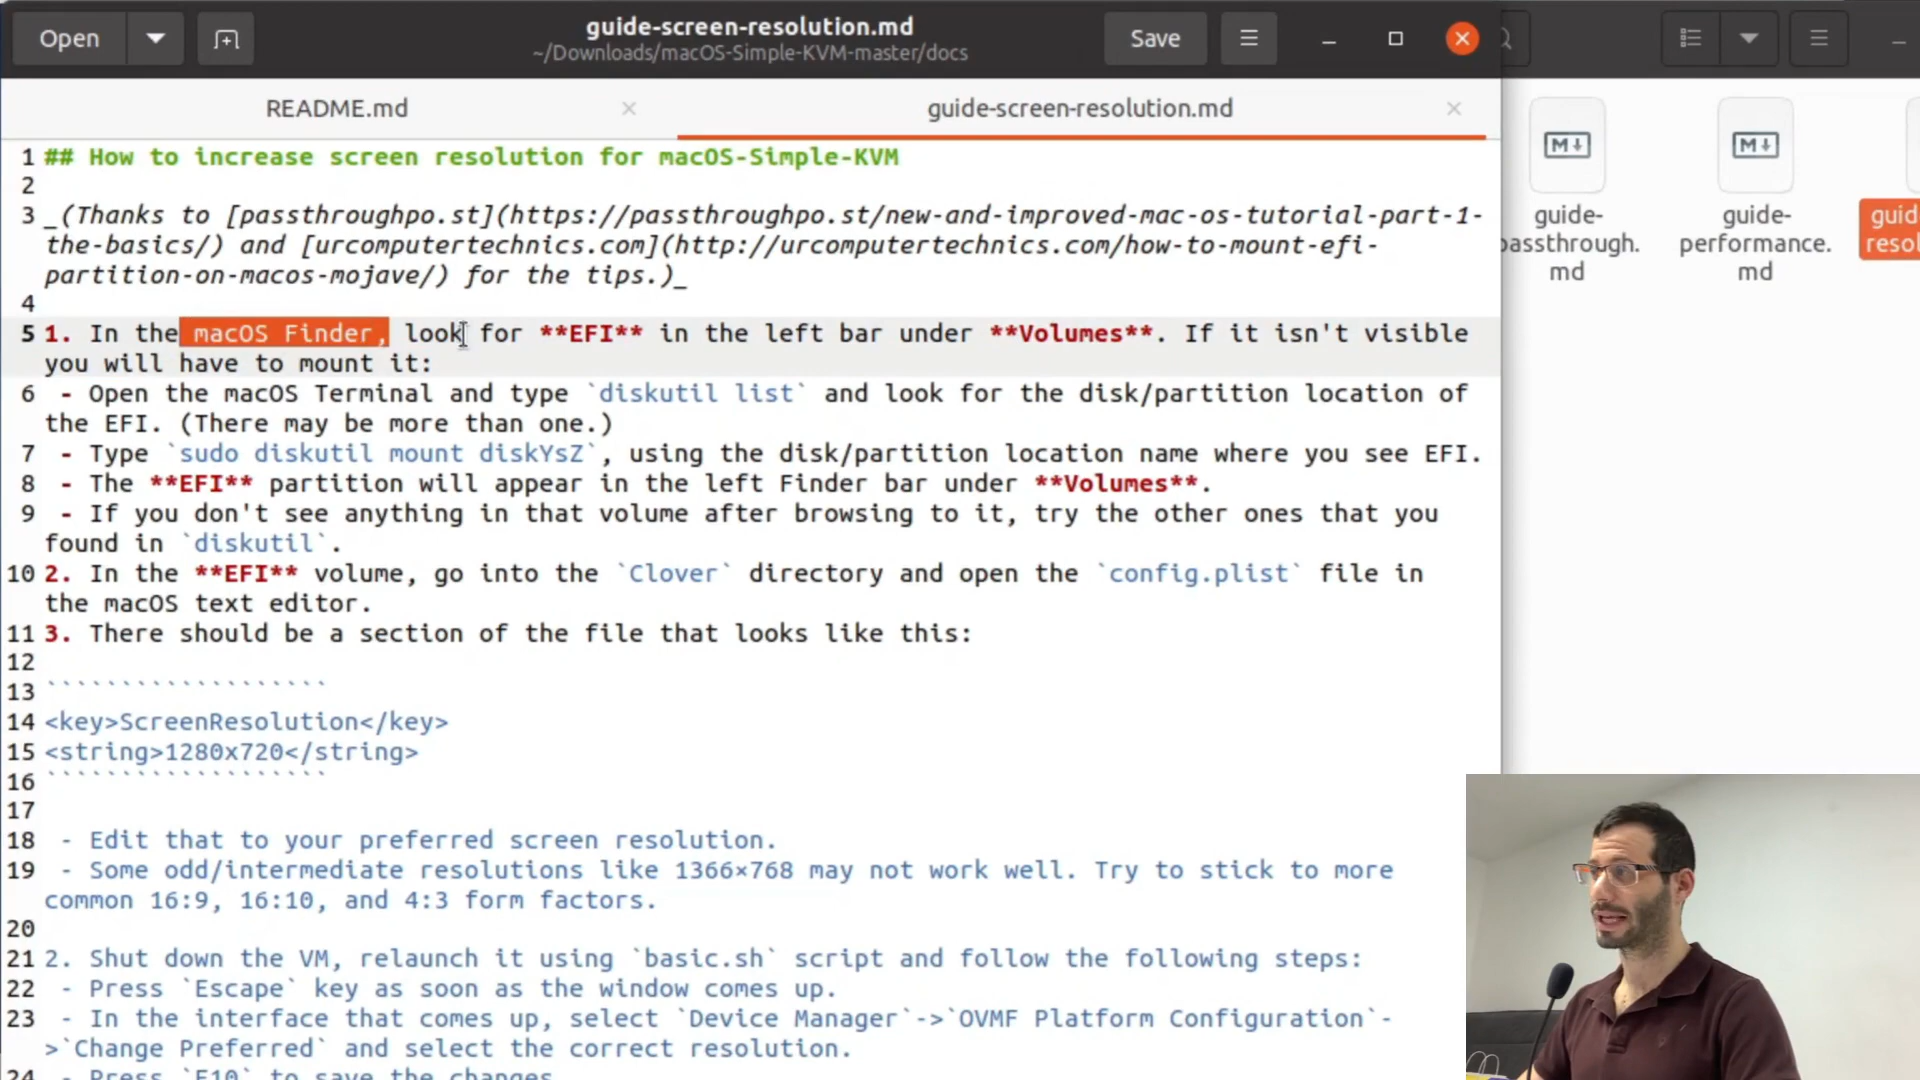 Open
guide-screen-resolution.md
~/Downloads/macOS-Simple-KVM-master/docs
Save
README.md
guide-screen-resolution.md
1 ## How to increase screen resolution for macOS-Simple-KVM
2
3 _(Thanks to [passthroughpo.st](https://passthroughpo.st/new-and-improved-mac-os-tutorial-part-1-
the-basics/) and [urcomputertechnics.com](http://urcomputertechnics.com/how-to-mount-efi-
partition-on-macos-mojave/) for the tips.)_
4
5 1. In the macOS Finder, look for **EFI** in the left bar under **Volumes**. If it isn't visible
you will have to mount it:
6 - Open the macOS Terminal and type `diskutil list` and look for the disk/partition location of
the EFI. (There may be more than one.)
7 - Type `sudo diskutil mount diskYsZ`, using the disk/partition location name where you see EFI.
8 - The **EFI** partition will appear in the left Finder bar under **Volumes**.
9 - If you don't see anything in that volume after browsing to it, try the other ones that you
found in `diskutil`.
10 2. In the **EFI** volume, go into the `Clover` directory and open the `config.plist` file in
the macOS text editor.
11 3. There should be a section of the file that looks like this:
12
13 ```````````````````
14 <key>ScreenResolution</key>
15 <string>1280x720</string>
16 ```````````````````
17
18 - Edit that to your preferred screen resolution.
19 - Some odd/intermediate resolutions like 1366×768 may not work well. Try to stick to more
common 16:9, 16:10, and 4:3 form factors.
20
21 2. Shut down the VM, relaunch it using `basic.sh` script and follow the following steps:
22 - Press `Escape` key as soon as the window comes up.
23 - In the interface that comes up, select `Device Manager`->`OVMF Platform Configuration`-
>`Change Preferred` and select the correct resolution.
24 - Press `F10` to save the changes
M↓
guide-
passthrough.
md
M↓
guide-
performance.
md
guid
resol